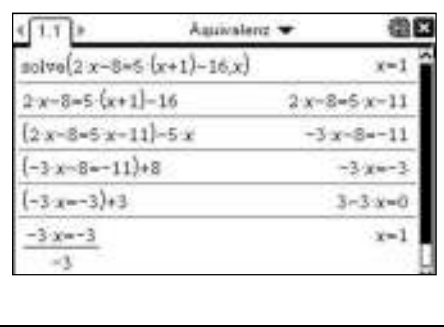 1.1 Äquivalenz
solve(2·x−8=5·(x+1)−16,x) x=1
2·x−8=5·(x+1)−16 2·x−8=5·x−11
(2·x−8=5·x−11)−5·x −3·x−8=−11
(−3·x−8=−11)+8 −3·x=−3
(−3·x=−3)+3 3−3·x=0
−3·x=−3 x=1
−3